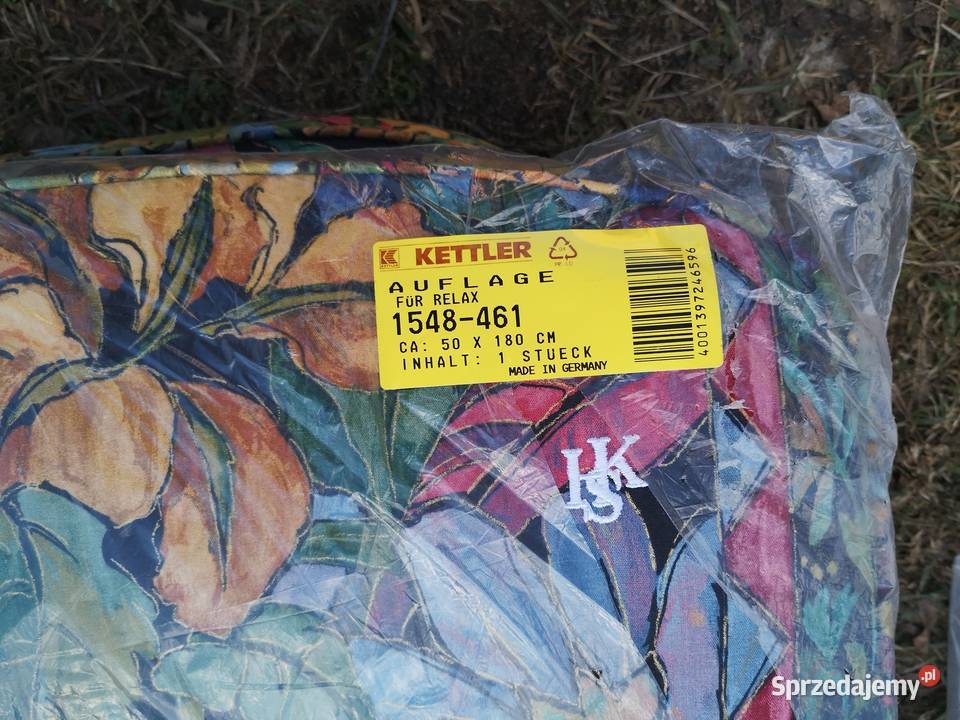 KETTLER
AUFLAGE
FÜR RELAX
1548-461
CA: 50 X 180 CM
INHALT: 1 STUECK
MADE IN GERMANY
4001397246596
HKS
Sprzedajemy.pl